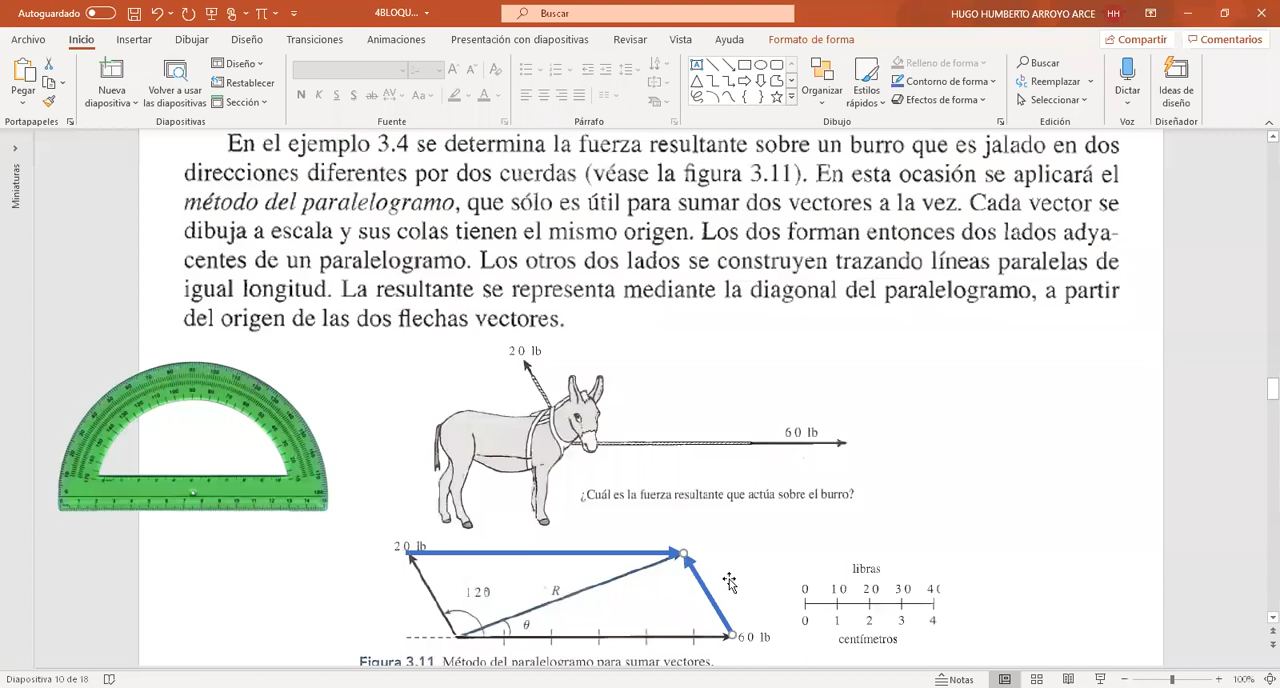 Autoguardado
4BLOQU...
Buscar
HUGO HUMBERTO ARROYO ARCE
HH
Archivo Inicio Insertar Dibujar Diseño Transiciones Animaciones Presentación con diapositivas Revisar Vista Ayuda Formato de forma
Compartir Comentarios
Pegar
Nueva diapositiva
Volver a usar las diapositivas
Diseño
Restablecer
Sección
N K S S ab AV Aa A
Organizar
Estilos rápidos
Relleno de forma
Contorno de forma
Efectos de forma
Buscar
Reemplazar
Seleccionar
Dictar
Ideas de diseño
Portapapeles Diapositivas Fuente Párrafo Dibujo Edición Voz Diseñador
Miniaturas
En el ejemplo 3.4 se determina la fuerza resultante sobre un burro que es jalado en dos
direcciones diferentes por dos cuerdas (véase la figura 3.11). En esta ocasión se aplicará el
método del paralelogramo, que sólo es útil para sumar dos vectores a la vez. Cada vector se
dibuja a escala y sus colas tienen el mismo origen. Los dos forman entonces dos lados adya-
centes de un paralelogramo. Los otros dos lados se construyen trazando líneas paralelas de
igual longitud. La resultante se representa mediante la diagonal del paralelogramo, a partir
del origen de las dos flechas vectores.
20 lb
60 lb
¿Cuál es la fuerza resultante que actúa sobre el burro?
20 lb
120
R
θ
60 lb
libras
0 10 20 30 4(
0 1 2 3 4
centímetros
Figura 3.11 Método del paralelogramo para sumar vectores.
Diapositiva 10 de 18
Notas
100%